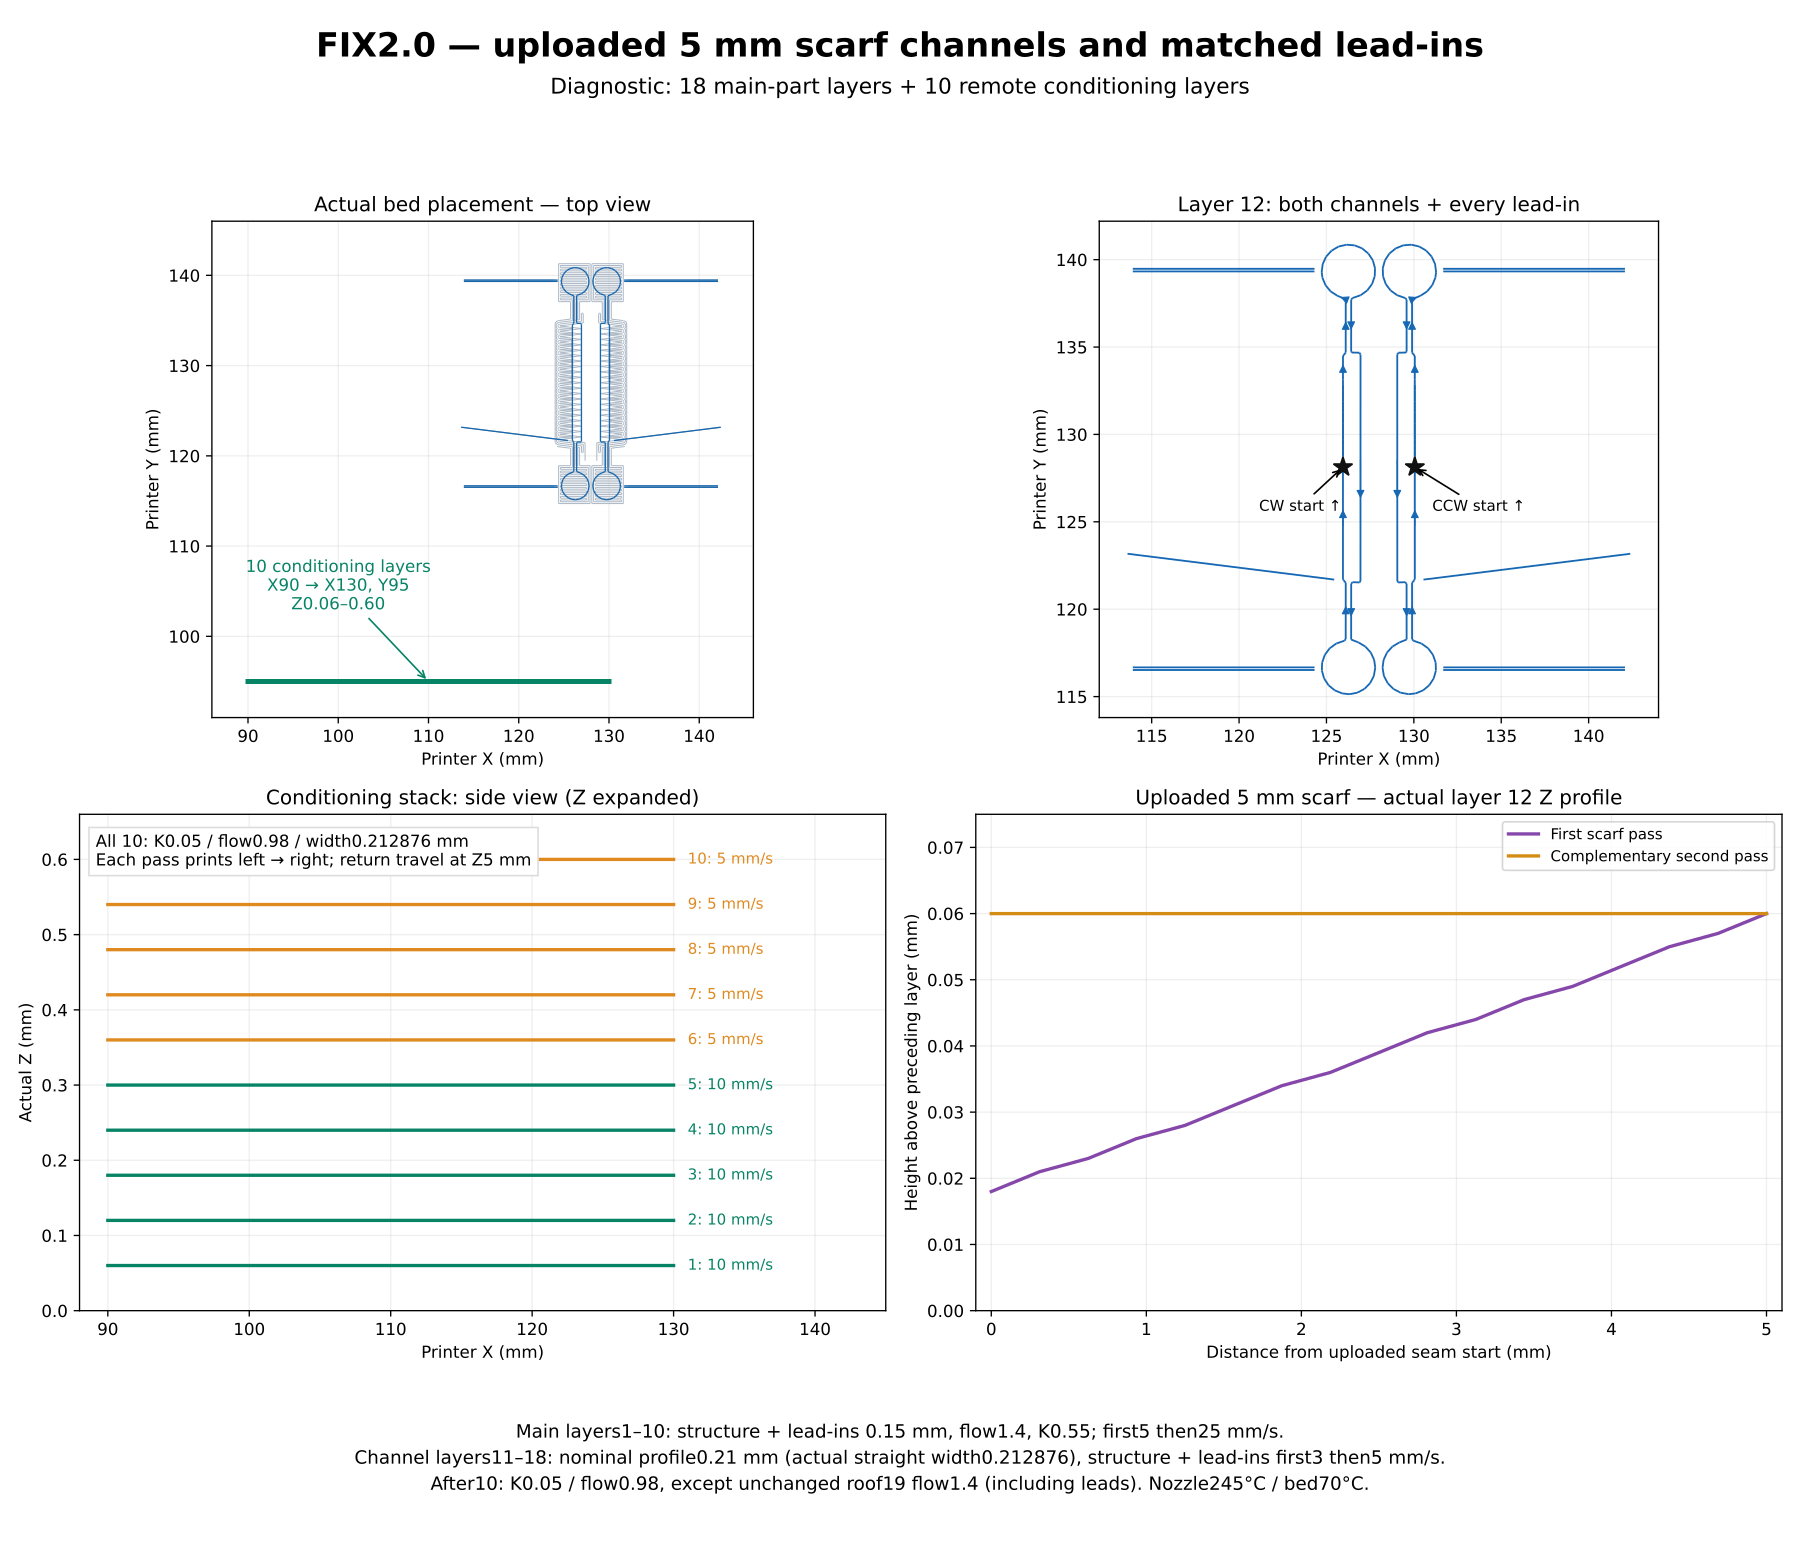 FIX2.0 — uploaded 5 mm scarf channels and matched lead-ins
Diagnostic: 18 main-part layers + 10 remote conditioning layers
Actual bed placement — top view
140
130
120
110
100
Printer Y (mm)
10 conditioning layers
X90 → X130, Y95
Z0.06–0.60
90 100 110 120 130 140
Printer X (mm)
Layer 12: both channels + every lead-in
140
135
130
125
120
115
Printer Y (mm)
CW start ↑
CCW start ↑
115 120 125 130 135 140
Printer X (mm)
Conditioning stack: side view (Z expanded)
All 10: K0.05 / flow0.98 / width0.212876 mm
Each pass prints left → right; return travel at Z5 mm
0.6
0.5
0.4
0.3
0.2
0.1
0.0
Actual Z (mm)
10: 5 mm/s
9: 5 mm/s
8: 5 mm/s
7: 5 mm/s
6: 5 mm/s
5: 10 mm/s
4: 10 mm/s
3: 10 mm/s
2: 10 mm/s
1: 10 mm/s
90 100 110 120 130 140
Printer X (mm)
Uploaded 5 mm scarf — actual layer 12 Z profile
First scarf pass
Complementary second pass
0.07
0.06
0.05
0.04
0.03
0.02
0.01
0.00
Height above preceding layer (mm)
0 1 2 3 4 5
Distance from uploaded seam start (mm)
Main layers1–10: structure + lead-ins 0.15 mm, flow1.4, K0.55; first5 then25 mm/s.
Channel layers11–18: nominal profile0.21 mm (actual straight width0.212876), structure + lead-ins first3 then5 mm/s.
After10: K0.05 / flow0.98, except unchanged roof19 flow1.4 (including leads). Nozzle245°C / bed70°C.